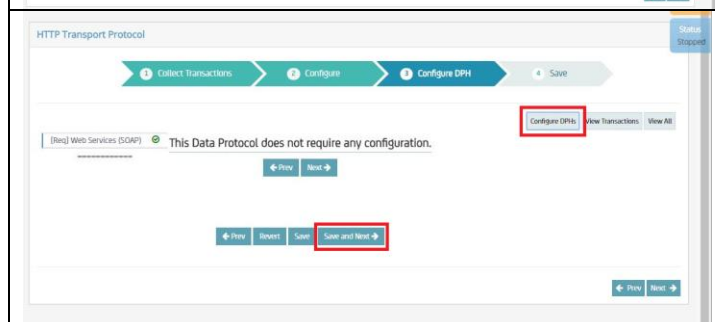 HTTP Transport Protocol
Status
Stopped
1 Collect Transactions
2 Configure
3 Configure DPH
4 Save
Configure DPHs View Transactions View All
[Req] Web Services (SOAP) This Data Protocol does not require any configuration.
Prev Next
Prev Revert Save Save and Next
Prev Next